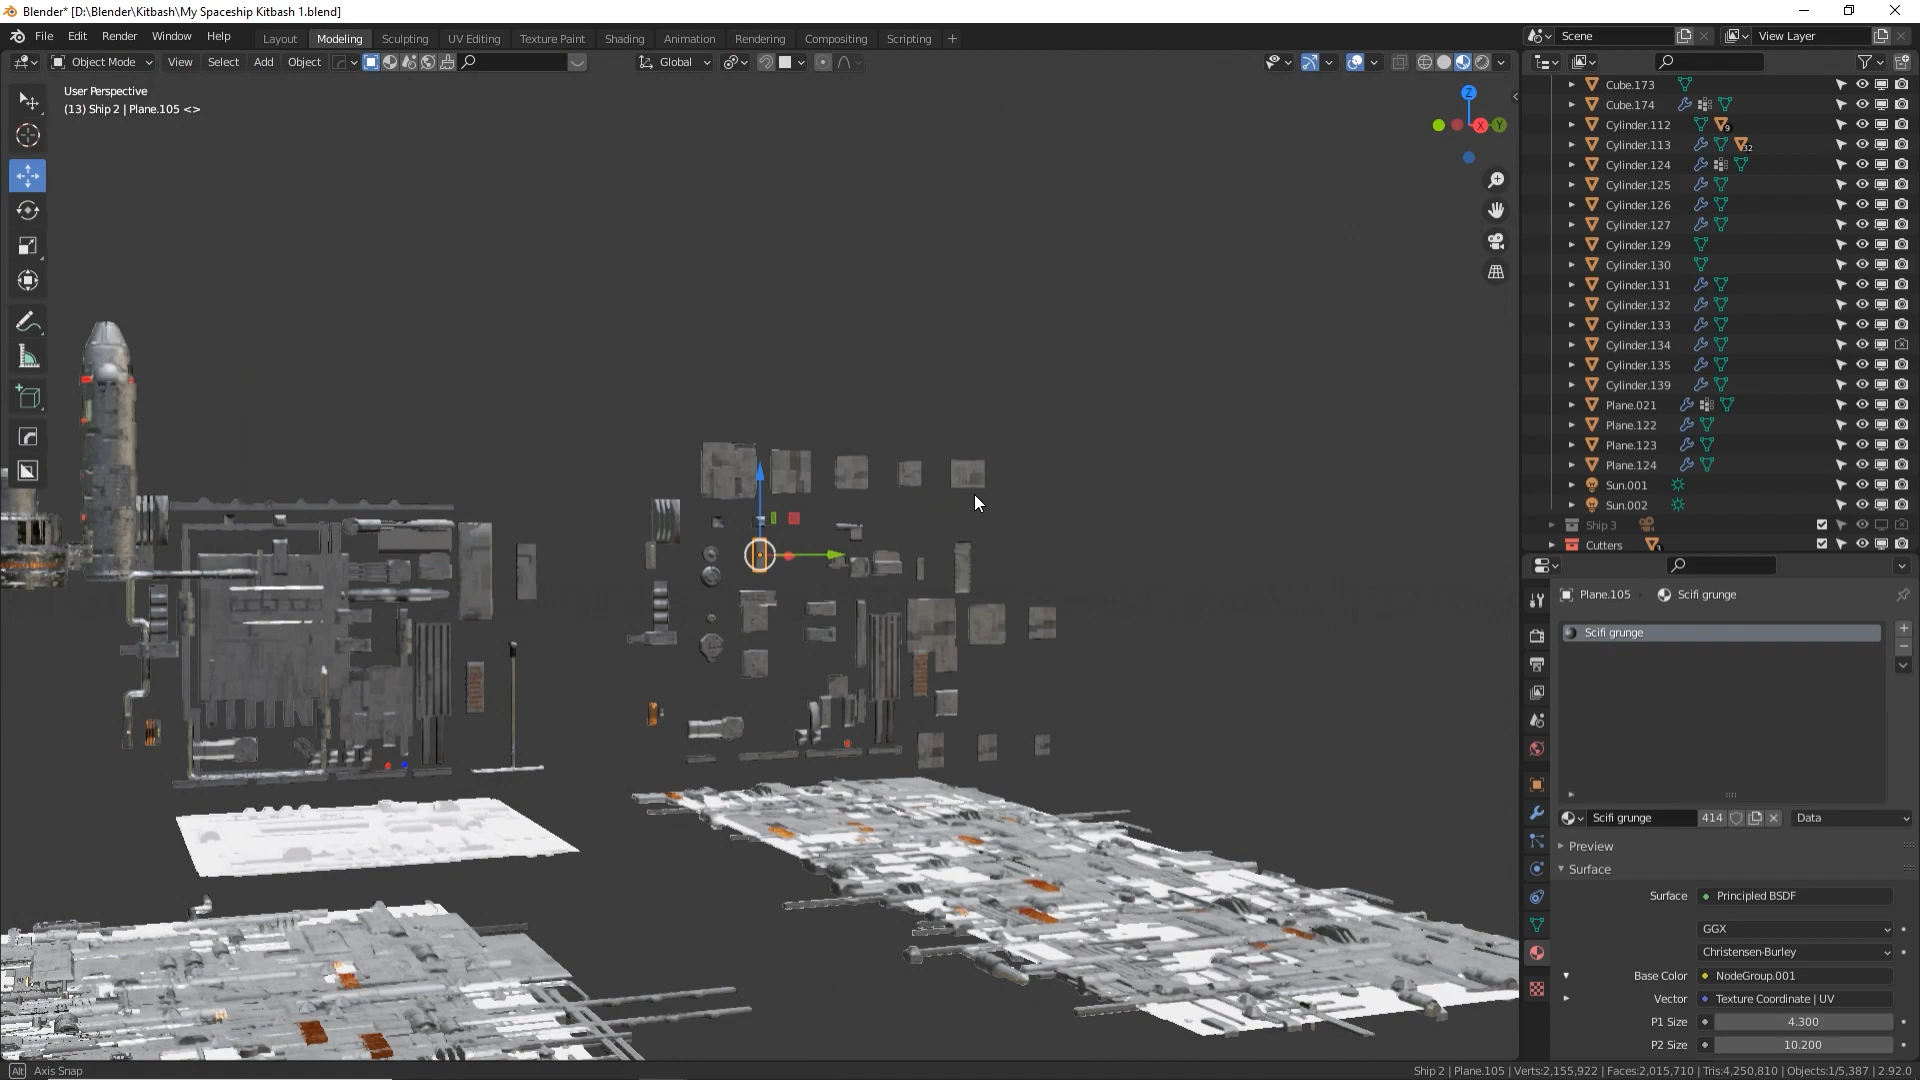 Blender* [D:\Blender\Kitbash\My Spaceship Kitbash 1.blend]
File Edit Render Window Help Layout Modeling Sculpting UV Editing Texture Paint Shading Animation Rendering Compositing Scripting + Scene View Layer
Object Mode View Select Add Object Global
User Perspective
(13) Ship 2 | Plane.105 <>
Z
X
Y
Cube.173
Cube.174
Cylinder.112 9
Cylinder.113 32
Cylinder.124
Cylinder.125
Cylinder.126
Cylinder.127
Cylinder.129
Cylinder.130
Cylinder.131
Cylinder.132
Cylinder.133
Cylinder.134
Cylinder.135
Cylinder.139
Plane.021
Plane.122
Plane.123
Plane.124
Sun.001
Sun.002
Ship 3
Cutters 1
Plane.105 Scifi grunge
Scifi grunge
Scifi grunge 414 Data
Preview
Surface
Surface Principled BSDF
GGX
Christensen-Burley
Base Color NodeGroup.001
Vector Texture Coordinate | UV
P1 Size 4.300
P2 Size 10.200
Alt Axis Snap
Ship 2 | Plane.105 | Verts:2,155,922 | Faces:2,015,710 | Tris:4,250,810 | Objects:1/5,387 | 2.92.0